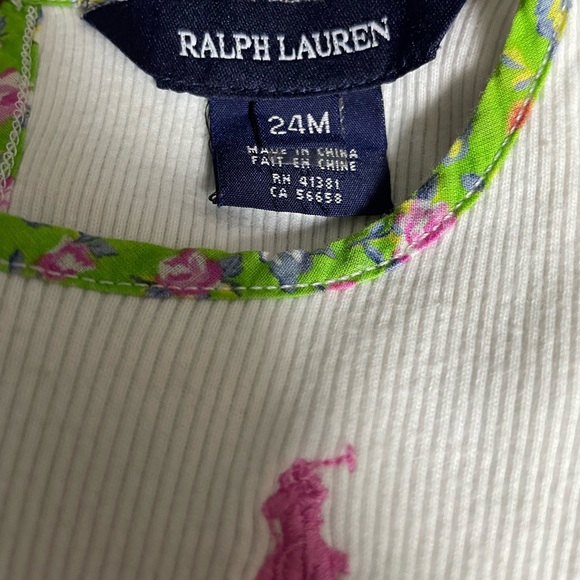 RALPH LAUREN
24M
MADE IN CHINA
FAIT EN CHINE
RN 41381
CA 56658